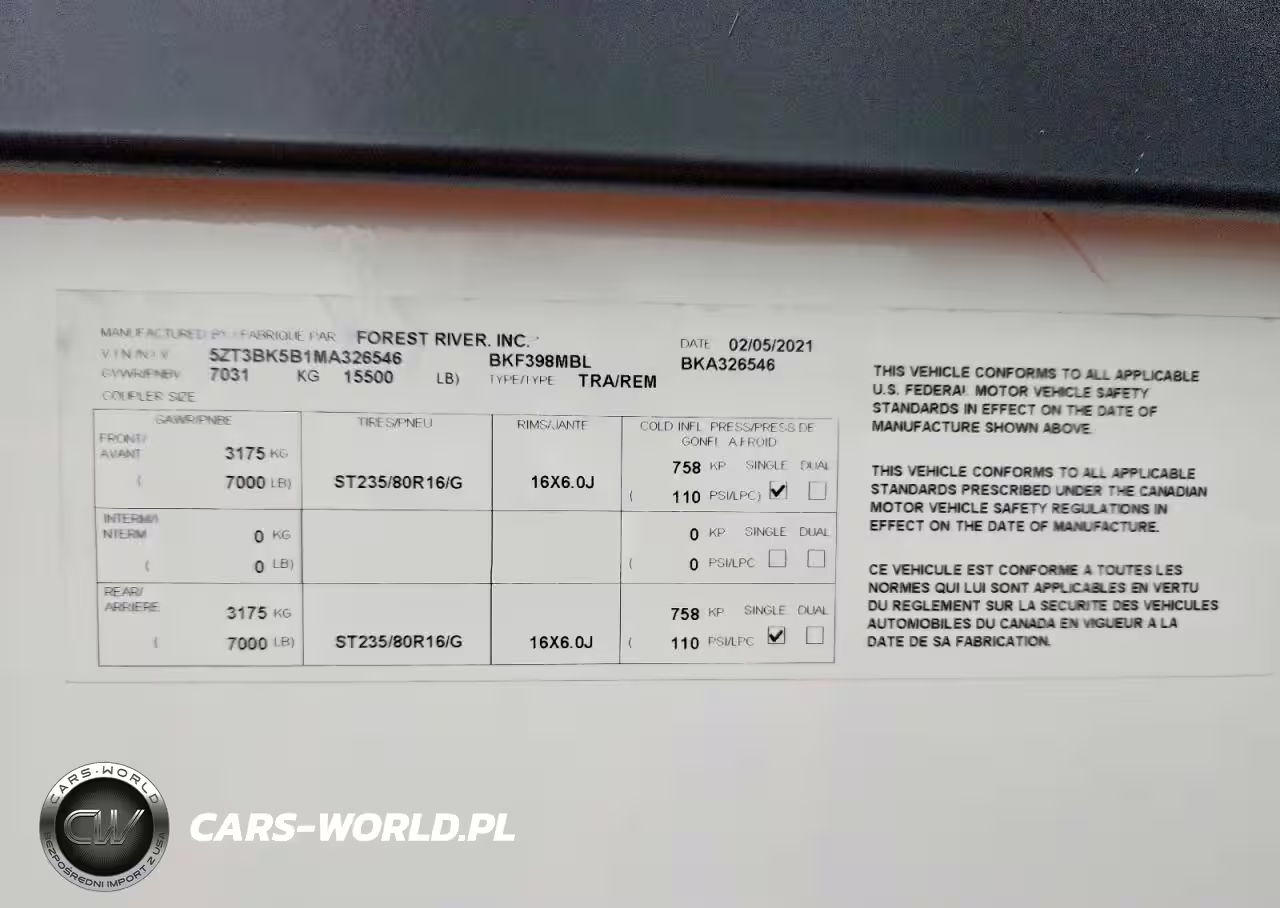 MANUFACTURED BY / FABRIQUE PAR FOREST RIVER, INC. DATE 02/05/2021
V I N /N I V 5ZT3BK5B1MA326546 BKF398MBL BKA326546
GVWR/PNBV 7031 KG 15500 LB) TYPE/TYPE TRA/REM
COUPLER SIZE
GAWR/PNBE TIRES/PNEU RIMS/JANTE COLD INFL PRESS/PRESS DE
GONFL A FROID
FRONT/
AVANT 3175 KG 758 KP SINGLE DUAL
( 7000 LB) ST235/80R16/G 16X6.0J ( 110 PSI/LPC)
INTERM/I
NTERM 0 KG 0 KP SINGLE DUAL
( 0 LB) ( 0 PSI/LPC
REAR/
ARRIERE 3175 KG 758 KP SINGLE DUAL
( 7000 LB) ST235/80R16/G 16X6.0J ( 110 PSI/LPC
THIS VEHICLE CONFORMS TO ALL APPLICABLE
U.S. FEDERAL MOTOR VEHICLE SAFETY
STANDARDS IN EFFECT ON THE DATE OF
MANUFACTURE SHOWN ABOVE.
THIS VEHICLE CONFORMS TO ALL APPLICABLE
STANDARDS PRESCRIBED UNDER THE CANADIAN
MOTOR VEHICLE SAFETY REGULATIONS IN
EFFECT ON THE DATE OF MANUFACTURE.
CE VEHICULE EST CONFORME A TOUTES LES
NORMES QUI LUI SONT APPLICABLES EN VERTU
DU REGLEMENT SUR LA SECURITE DES VEHICULES
AUTOMOBILES DU CANADA EN VIGUEUR A LA
DATE DE SA FABRICATION.
CARS-WORLD
CW
BEZPOŚREDNI IMPORT Z USA
CARS-WORLD.PL